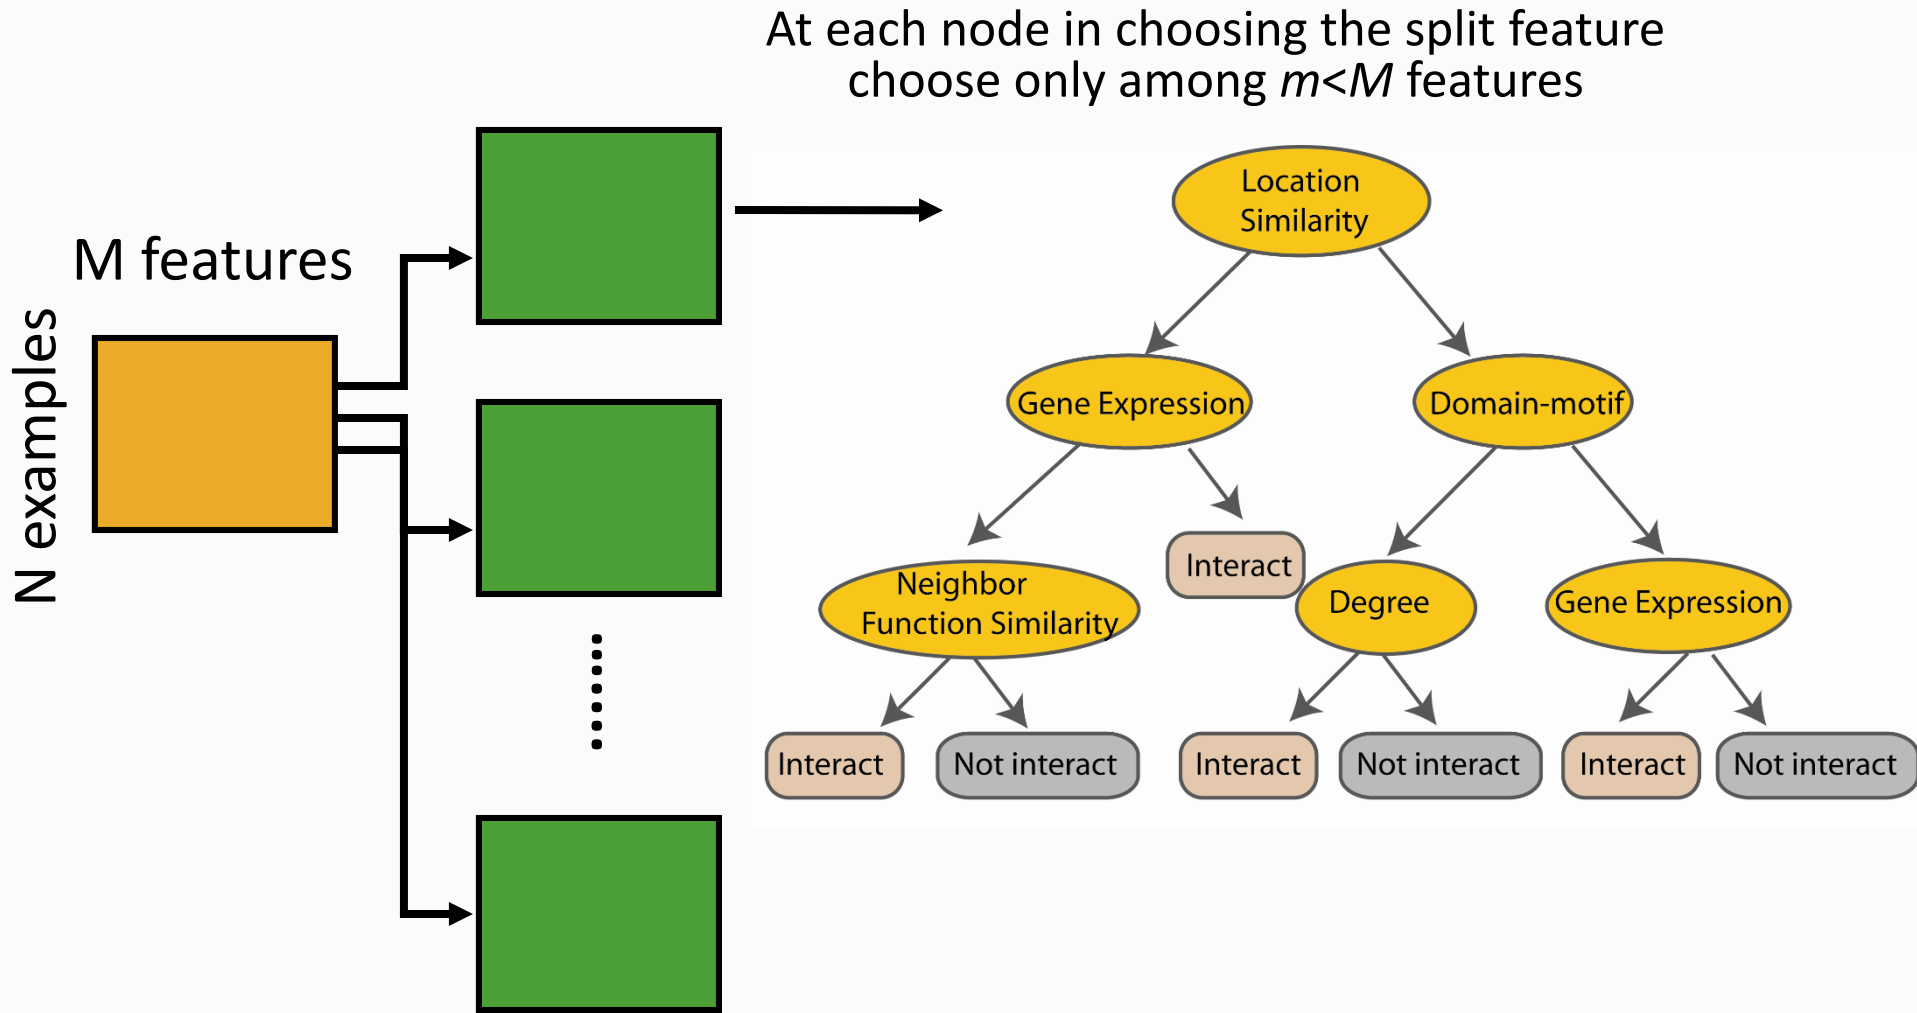 At each node in choosing the split feature
choose only among m<M features
M features
N examples
Location
Similarity
Gene Expression
Domain-motif
Neighbor
Function Similarity
Interact
Degree
Gene Expression
Interact
Not interact
Interact
Not interact
Interact
Not interact